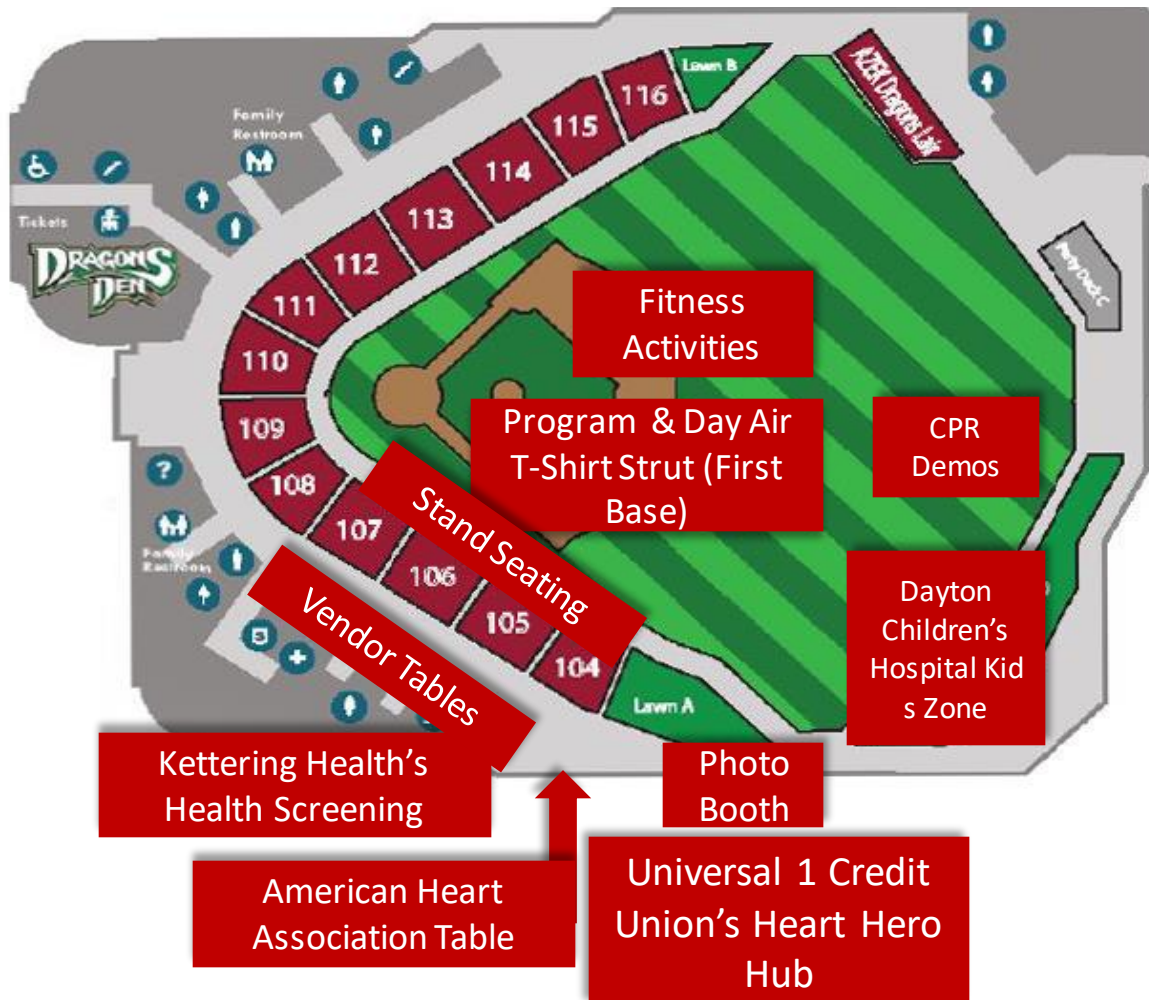 Lawn B
AZEK Dragons Lair
116
115
114
113
112
111
110
109
108
107
106
105
104
Family
Restroom
Tickets
DRAGONS
DEN
Party Deck C
Fitness
Activities
Program & Day Air
T-Shirt Strut (First
Base)
CPR
Demos
Stand Seating
?
Family
Restroom
Vendor Tables
Dayton
Children's
Hospital Kid
s Zone
Lawn A
Kettering Health's
Health Screening
Photo
Booth
American Heart
Association Table
Universal 1 Credit
Union's Heart Hero
Hub